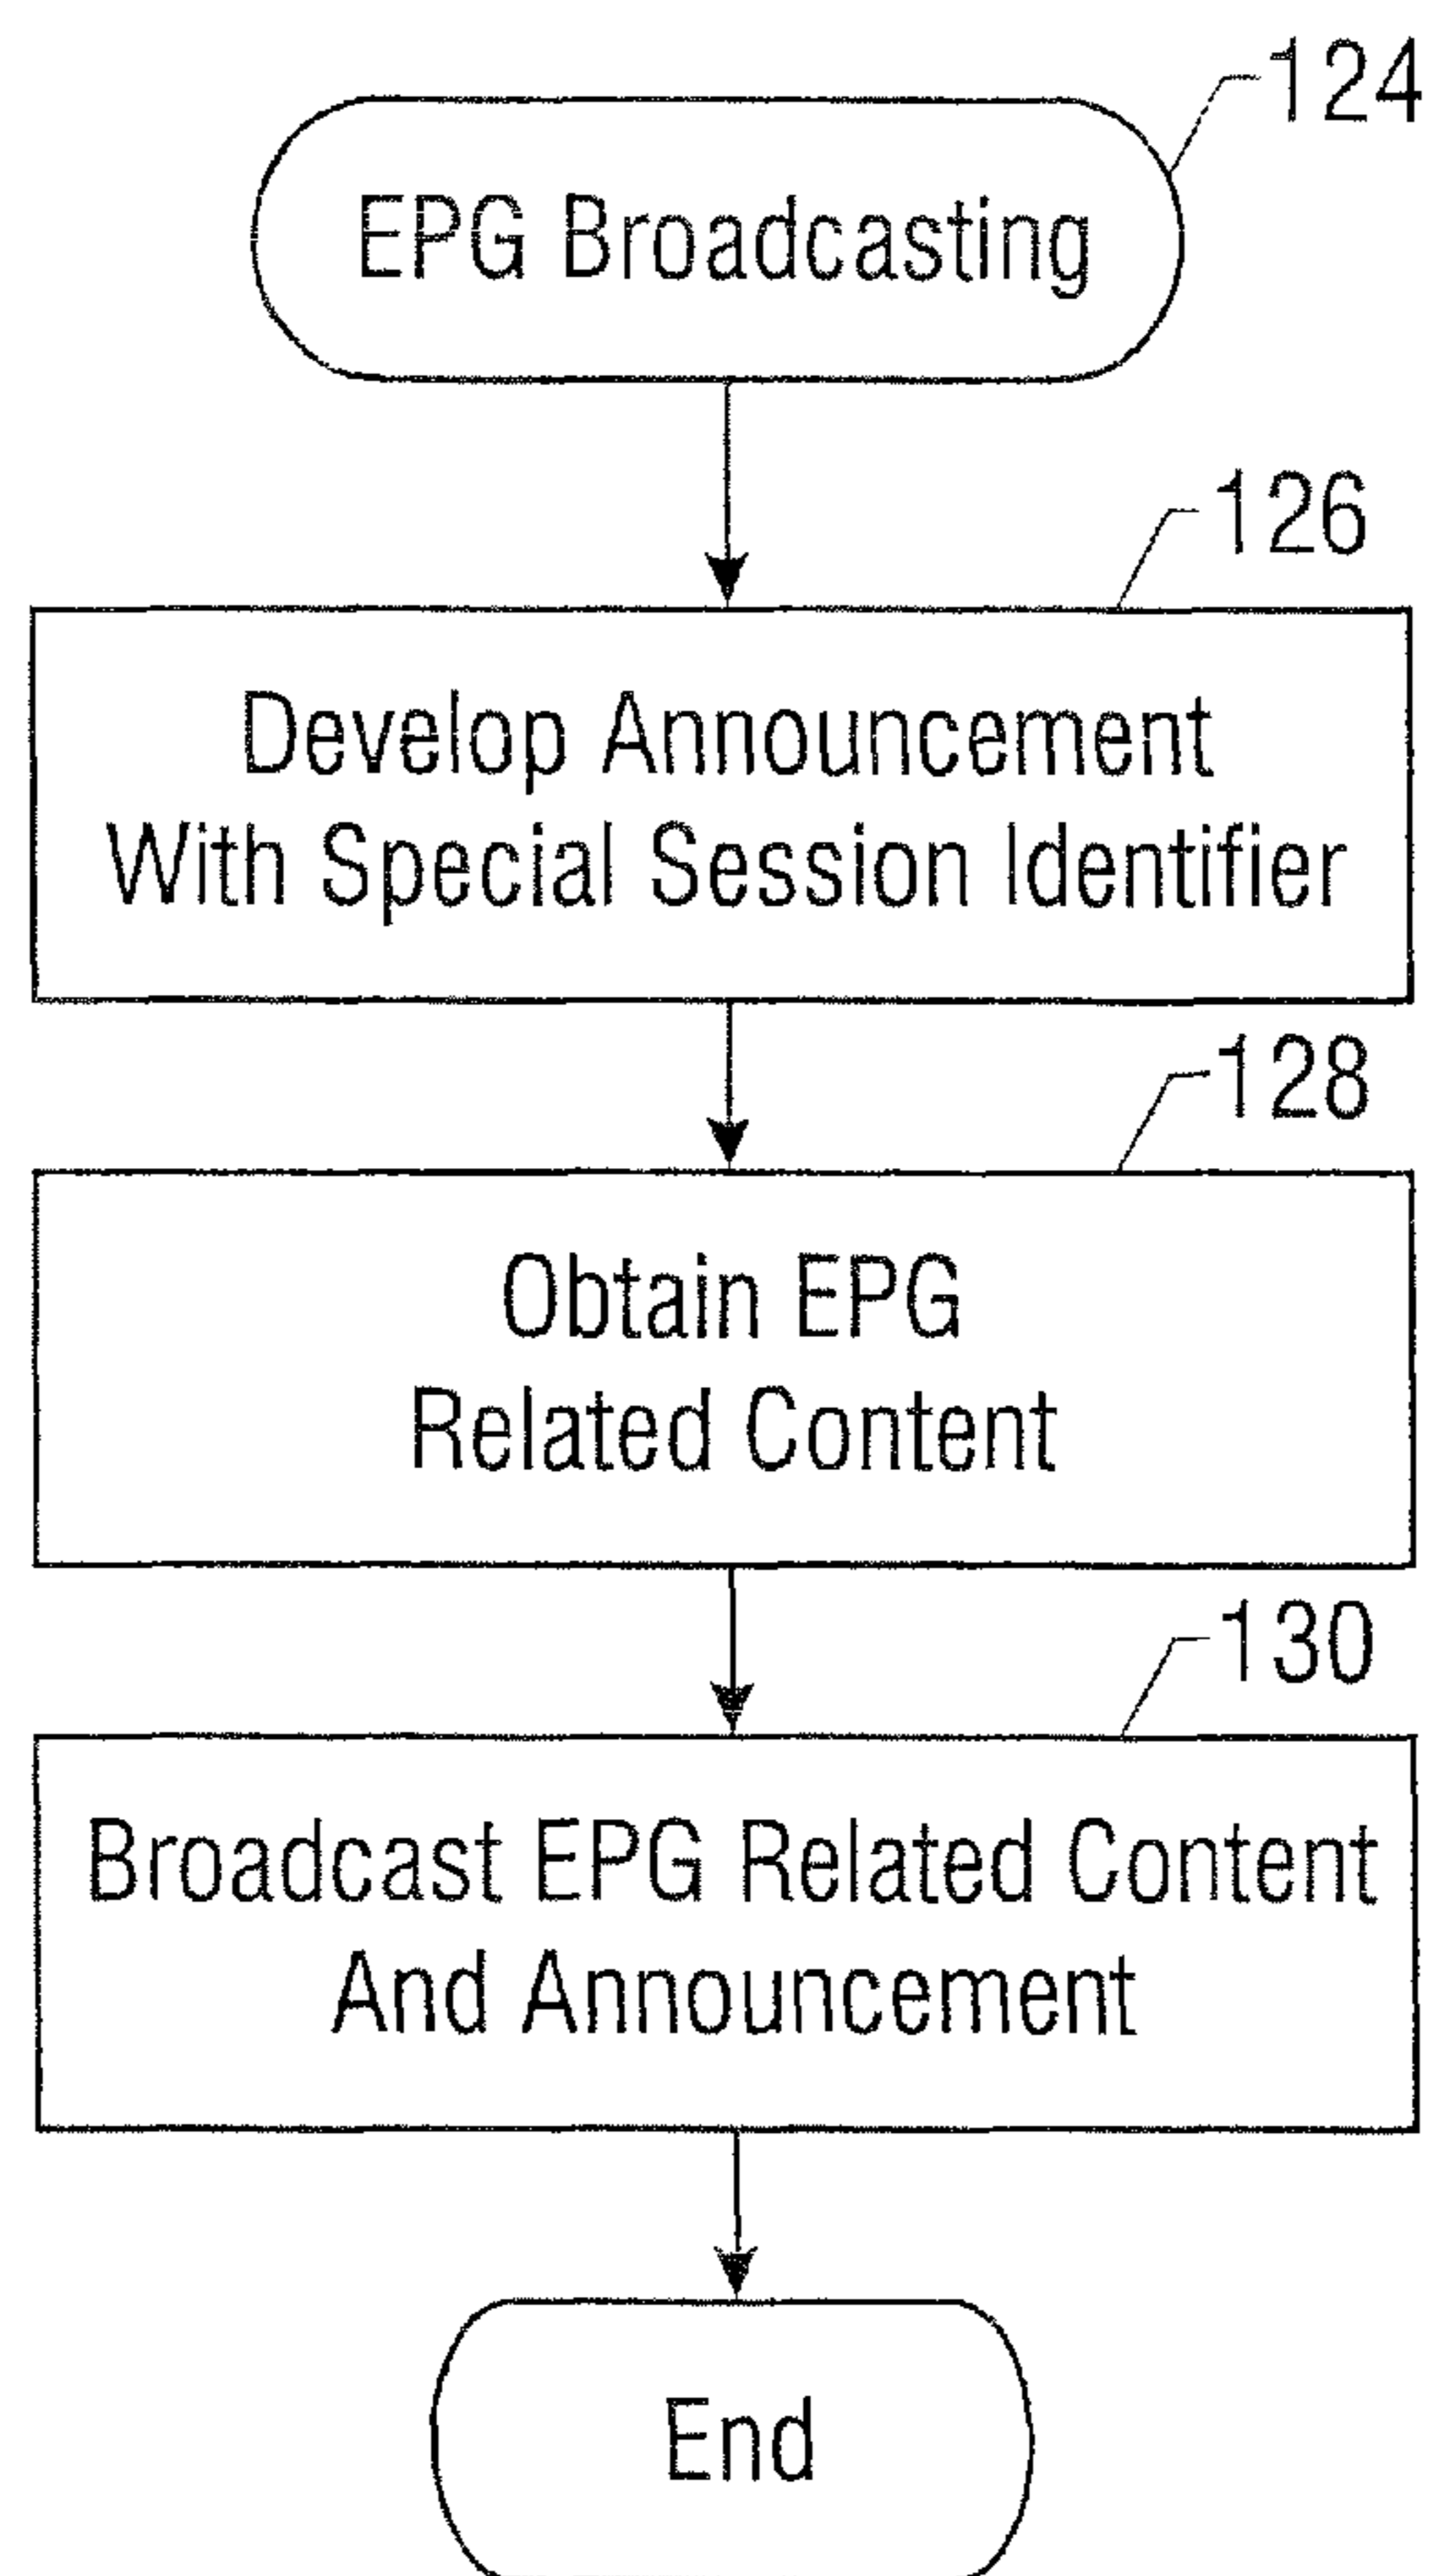 124
EPG Broadcasting
126
Develop Announcement
With Special Session Identifier
128
Obtain EPG
Related Content
130
Broadcast EPG Related Content
And Announcement
End